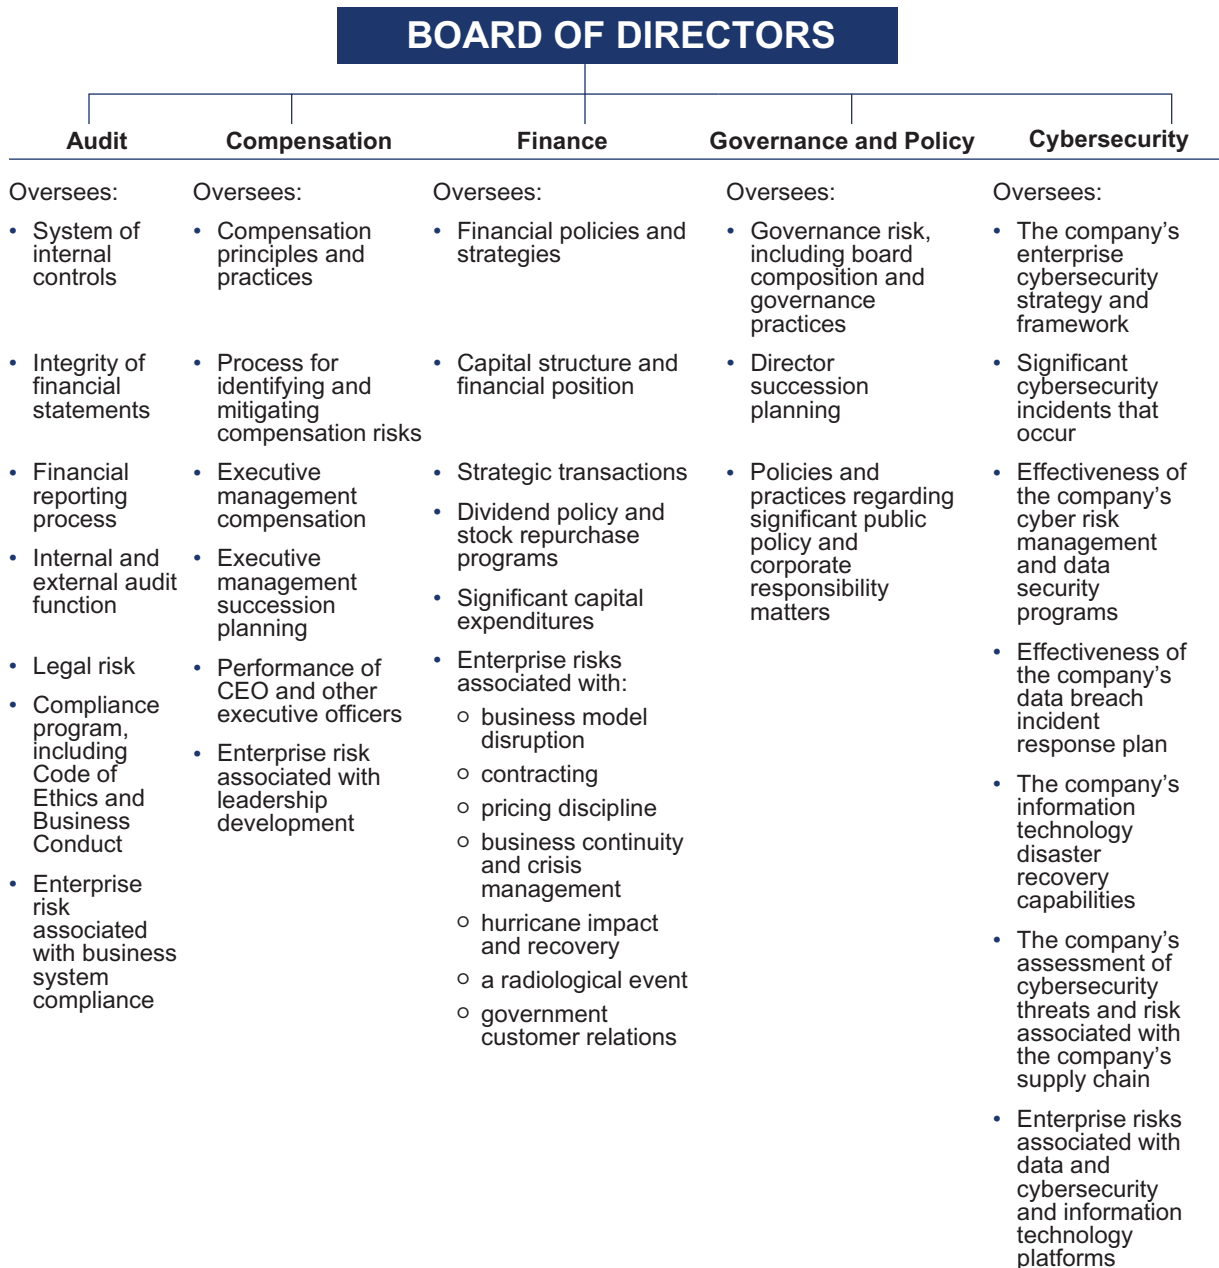 BOARD OF DIRECTORS
Audit
Oversees:
• System of
internal
controls
• Integrity of
financial
statements
• Financial
reporting
process
• Internal and
external audit
function
• Legal risk
• Compliance
program,
including
Code of
Ethics and
Business
Conduct
• Enterprise
risk
associated
with business
system
compliance
Compensation
Oversees:
• Compensation
principles and
practices
• Process for
identifying and
mitigating
compensation risks
• Executive
management
compensation
• Executive
management
succession
planning
• Performance of
CEO and other
executive officers
• Enterprise risk
associated with
leadership
development
Finance
Oversees:
• Financial policies and
strategies
• Capital structure and
financial position
• Strategic transactions
• Dividend policy and
stock repurchase
programs
• Significant capital
expenditures
• Enterprise risks
associated with:
o business model
disruption
o contracting
o pricing discipline
o business continuity
and crisis
management
o hurricane impact
and recovery
o a radiological event
o government
customer relations
Governance and Policy
Oversees:
• Governance risk,
including board
composition and
governance
practices
• Director
succession
planning
• Policies and
practices regarding
significant public
policy and
corporate
responsibility
matters
Cybersecurity
Oversees:
• The company’s
enterprise
cybersecurity
strategy and
framework
• Significant
cybersecurity
incidents that
occur
• Effectiveness of
the company’s
cyber risk
management
and data
security
programs
• Effectiveness of
the company’s
data breach
incident
response plan
• The company’s
information
technology
disaster
recovery
capabilities
• The company’s
assessment of
cybersecurity
threats and risk
associated with
the company’s
supply chain
• Enterprise risks
associated with
data and
cybersecurity
and information
technology
platforms